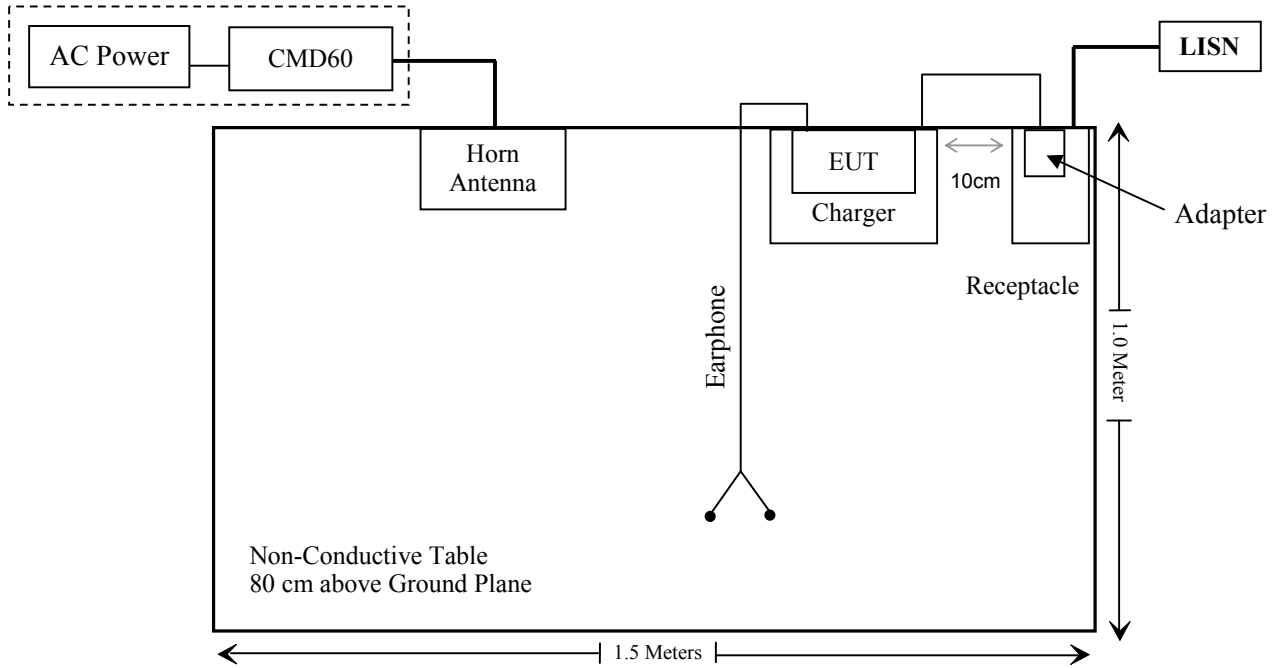 AC Power
CMD60
LISN
Horn
Antenna
EUT
Charger
10cm
Adapter
Receptacle
Earphone
1.0 Meter
Non-Conductive Table
80 cm above Ground Plane
1.5 Meters